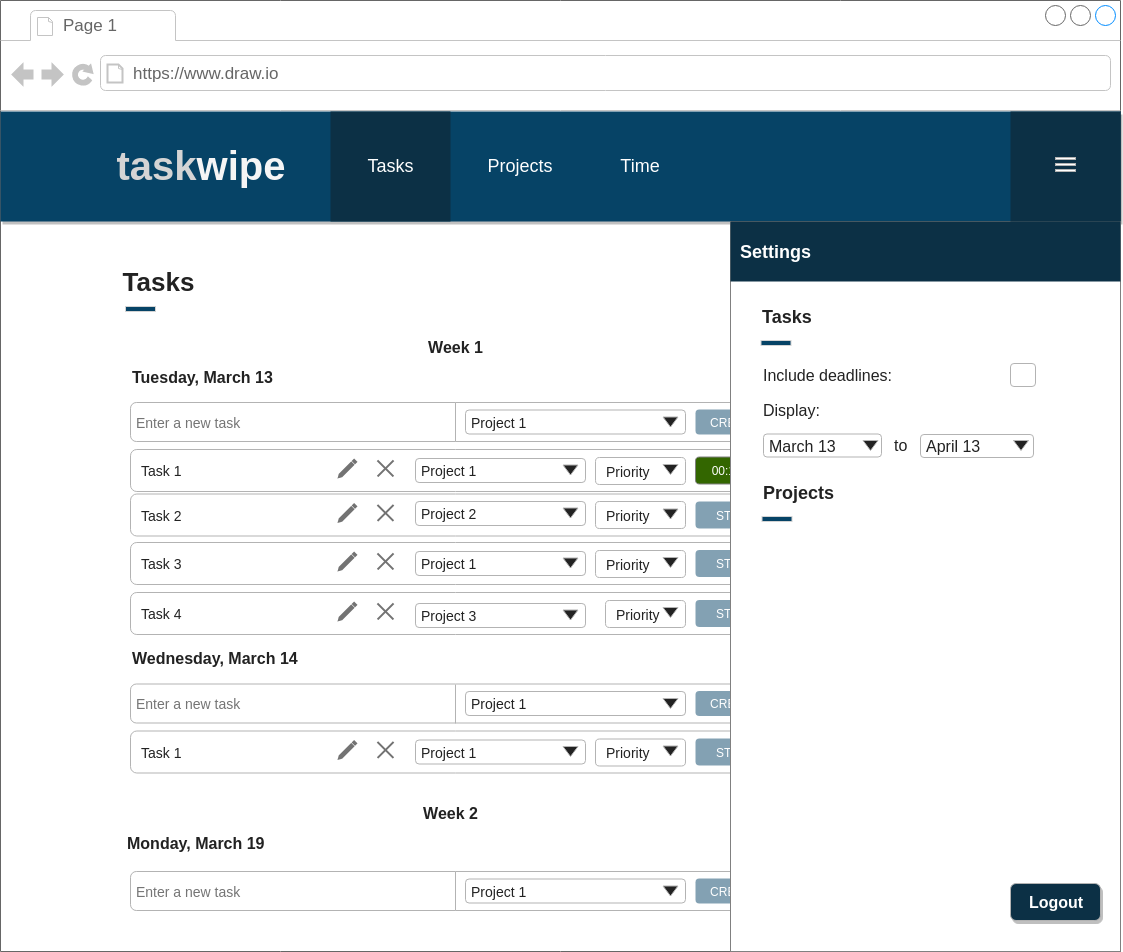 Page 1
https://www.draw.io
taskwipe
Tasks Projects Time
Settings
Tasks
Week 1
Tuesday, March 13
Enter a new task Project 1 CRE
Task 1 Project 1 Priority 00:
Task 2 Project 2 Priority ST
Task 3 Project 1 Priority ST
Task 4 Project 3 Priority ST
Wednesday, March 14
Enter a new task Project 1 CRE
Task 1 Project 1 Priority ST
Week 2
Monday, March 19
Enter a new task Project 1 CRE
Tasks
Include deadlines:
Display:
March 13 to April 13
Projects
Logout